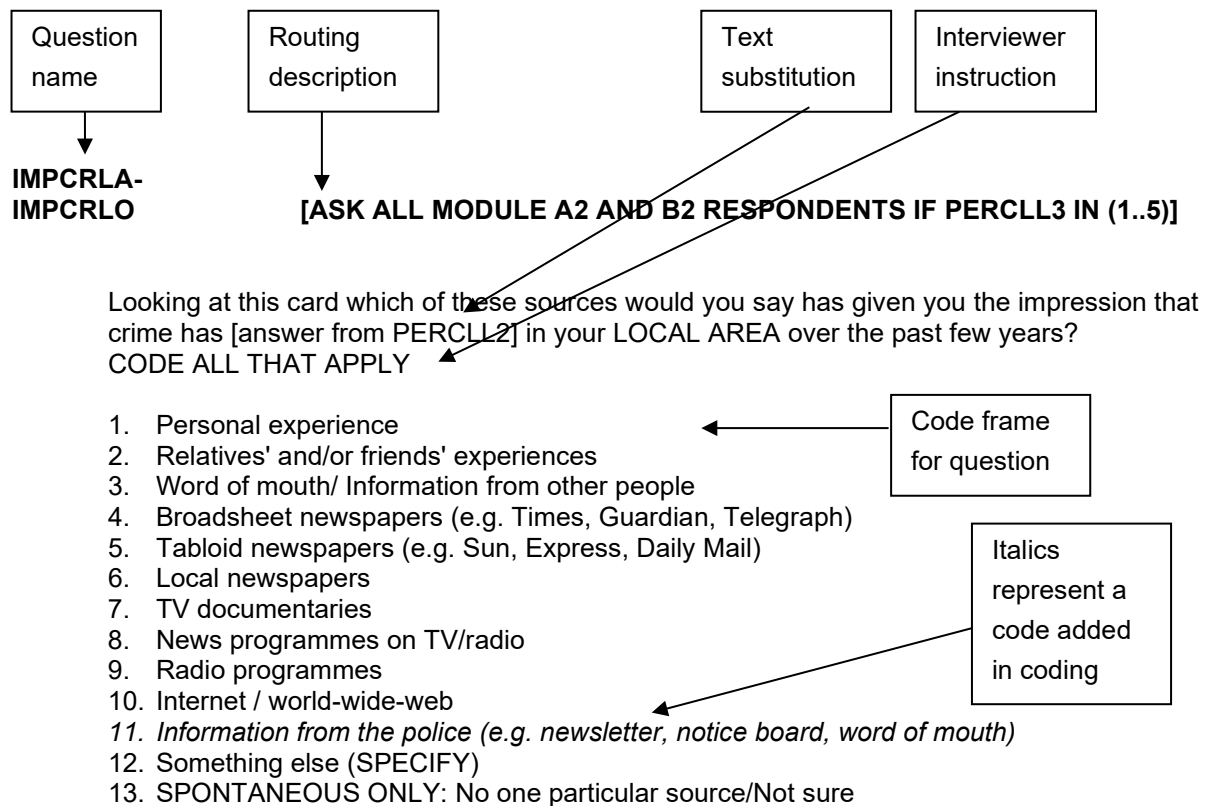 Question
name
Routing
description
Text
substitution
Interviewer
instruction
IMPCRLA-
IMPCRLO [ASK ALL MODULE A2 AND B2 RESPONDENTS IF PERCLL3 IN (1..5)]
Looking at this card which of these sources would you say has given you the impression that
crime has [answer from PERCLL2] in your LOCAL AREA over the past few years?
CODE ALL THAT APPLY
Code frame
for question
1. Personal experience
2. Relatives' and/or friends' experiences
3. Word of mouth/ Information from other people
4. Broadsheet newspapers (e.g. Times, Guardian, Telegraph)
5. Tabloid newspapers (e.g. Sun, Express, Daily Mail)
6. Local newspapers
7. TV documentaries
8. News programmes on TV/radio
9. Radio programmes
10. Internet / world-wide-web
11. Information from the police (e.g. newsletter, notice board, word of mouth)
12. Something else (SPECIFY)
13. SPONTANEOUS ONLY: No one particular source/Not sure
Italics
represent a
code added
in coding